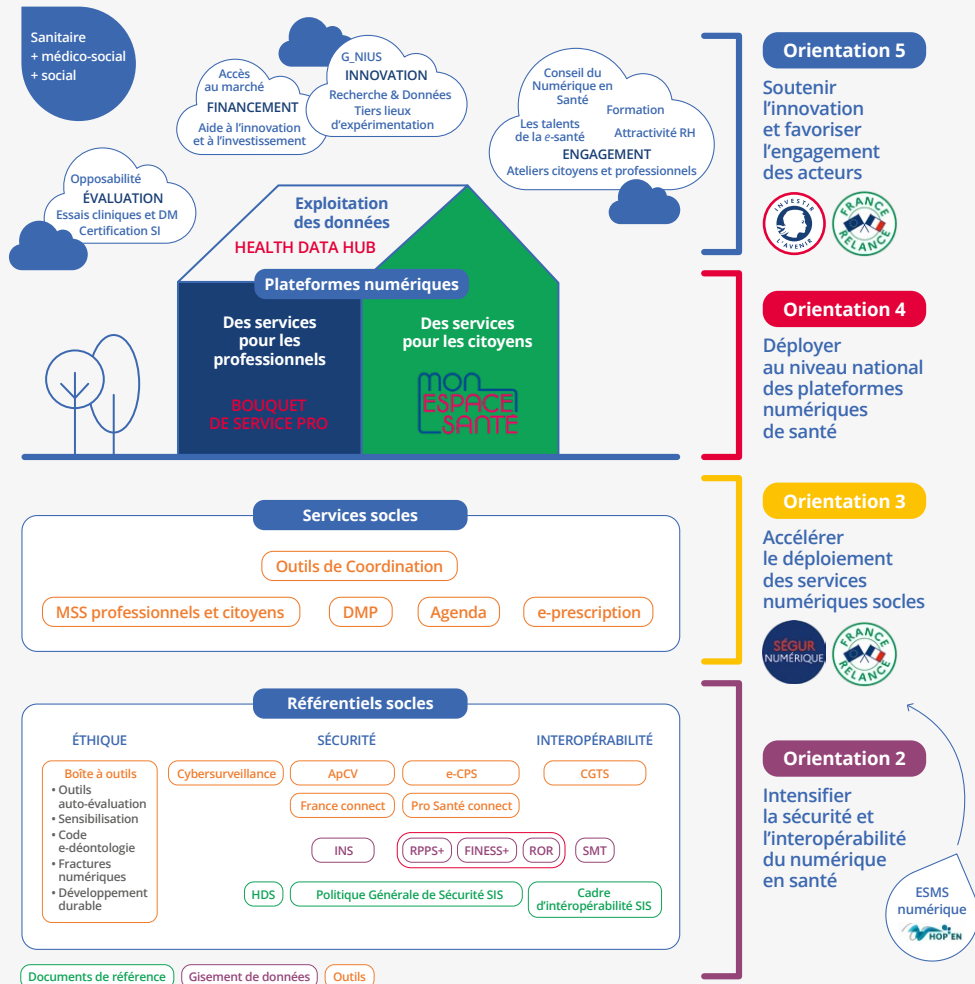 Sanitaire
+ médico-social
+ social
Opposabilité
ÉVALUATION
Essais cliniques et DM
Certification SI
Accès
au marché
FINANCEMENT
Aide à l'innovation
et à l'investissement
G_NIUS
INNOVATION
Recherche & Données
Tiers lieux
d'expérimentation
Conseil du
Numérique en
Santé
Formation
Les talents
de la e-santé
Attractivité RH
ENGAGEMENT
Ateliers citoyens et professionnels
Orientation 5
Soutenir
l'innovation
et favoriser
l'engagement
des acteurs
INVESTIR
L'AVENIR
FRANCE
RELANCE
Exploitation
des données
HEALTH DATA HUB
Plateformes numériques
Des services
pour les
professionnels
BOUQUET
DE SERVICE PRO
Des services
pour les citoyens
MON
ESPACE
SANTÉ
Orientation 4
Déployer
au niveau national
des plateformes
numériques
de santé
Services socles
Outils de Coordination
MSS professionnels et citoyens
DMP
Agenda
e-prescription
Orientation 3
Accélérer
le déploiement
des services
numériques socles
SÉGUR
NUMÉRIQUE
FRANCE
RELANCE
Référentiels socles
ÉTHIQUE
Boîte à outils
• Outils
auto-évaluation
• Sensibilisation
• Code
e-déontologie
• Fractures
numériques
• Développement
durable
SÉCURITÉ
INTEROPÉRABILITÉ
Cybersurveillance
ApCV
e-CPS
CGTS
France connect
Pro Santé connect
INS
RPPS+
FINESS+
ROR
SMT
HDS
Politique Générale de Sécurité SIS
Cadre
d'intéropérabilité SIS
Orientation 2
Intensifier
la sécurité et
l'interopérabilité
du numérique
en santé
ESMS
numérique
HOP'EN
Documents de référence
Gisement de données
Outils